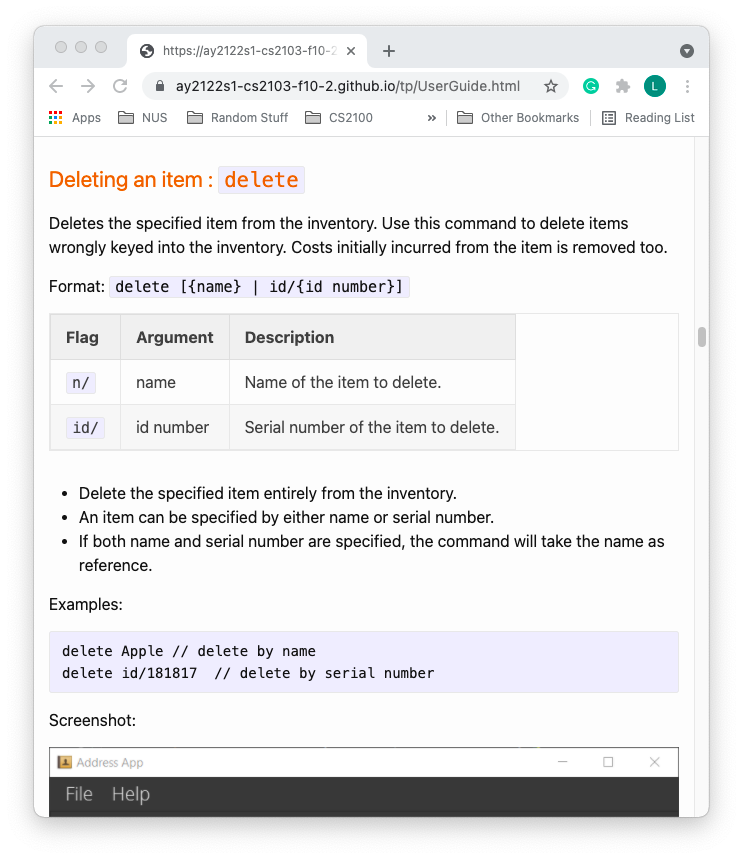 https://ay2122s1-cs2103-f10-2
ay2122s1-cs2103-f10-2.github.io/tp/UserGuide.html
L
Apps NUS Random Stuff CS2100 » Other Bookmarks Reading List
Deleting an item : delete
Deletes the specified item from the inventory. Use this command to delete items
wrongly keyed into the inventory. Costs initially incurred from the item is removed too.
Format: delete [{name} | id/{id number}]
Flag Argument Description
n/ name Name of the item to delete.
id/ id number Serial number of the item to delete.
• Delete the specified item entirely from the inventory.
• An item can be specified by either name or serial number.
• If both name and serial number are specified, the command will take the name as
reference.
Examples:
delete Apple // delete by name
delete id/181817  // delete by serial number
Screenshot:
Address App
File Help